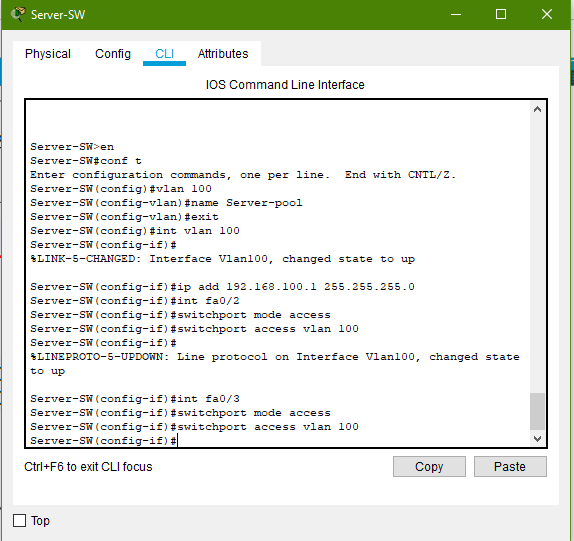 Server-SW
Physical Config CLI Attributes
IOS Command Line Interface
Server-SW>en
Server-SW#conf t
Enter configuration commands, one per line.  End with CNTL/Z.
Server-SW(config)#vlan 100
Server-SW(config-vlan)#name Server-pool
Server-SW(config-vlan)#exit
Server-SW(config)#int vlan 100
Server-SW(config-if)#
%LINK-5-CHANGED: Interface Vlan100, changed state to up
Server-SW(config-if)#ip add 192.168.100.1 255.255.255.0
Server-SW(config-if)#int fa0/2
Server-SW(config-if)#switchport mode access
Server-SW(config-if)#switchport access vlan 100
Server-SW(config-if)#
%LINEPROTO-5-UPDOWN: Line protocol on Interface Vlan100, changed state
to up
Server-SW(config-if)#int fa0/3
Server-SW(config-if)#switchport mode access
Server-SW(config-if)#switchport access vlan 100
Server-SW(config-if)#
Ctrl+F6 to exit CLI focus
Copy Paste
Top